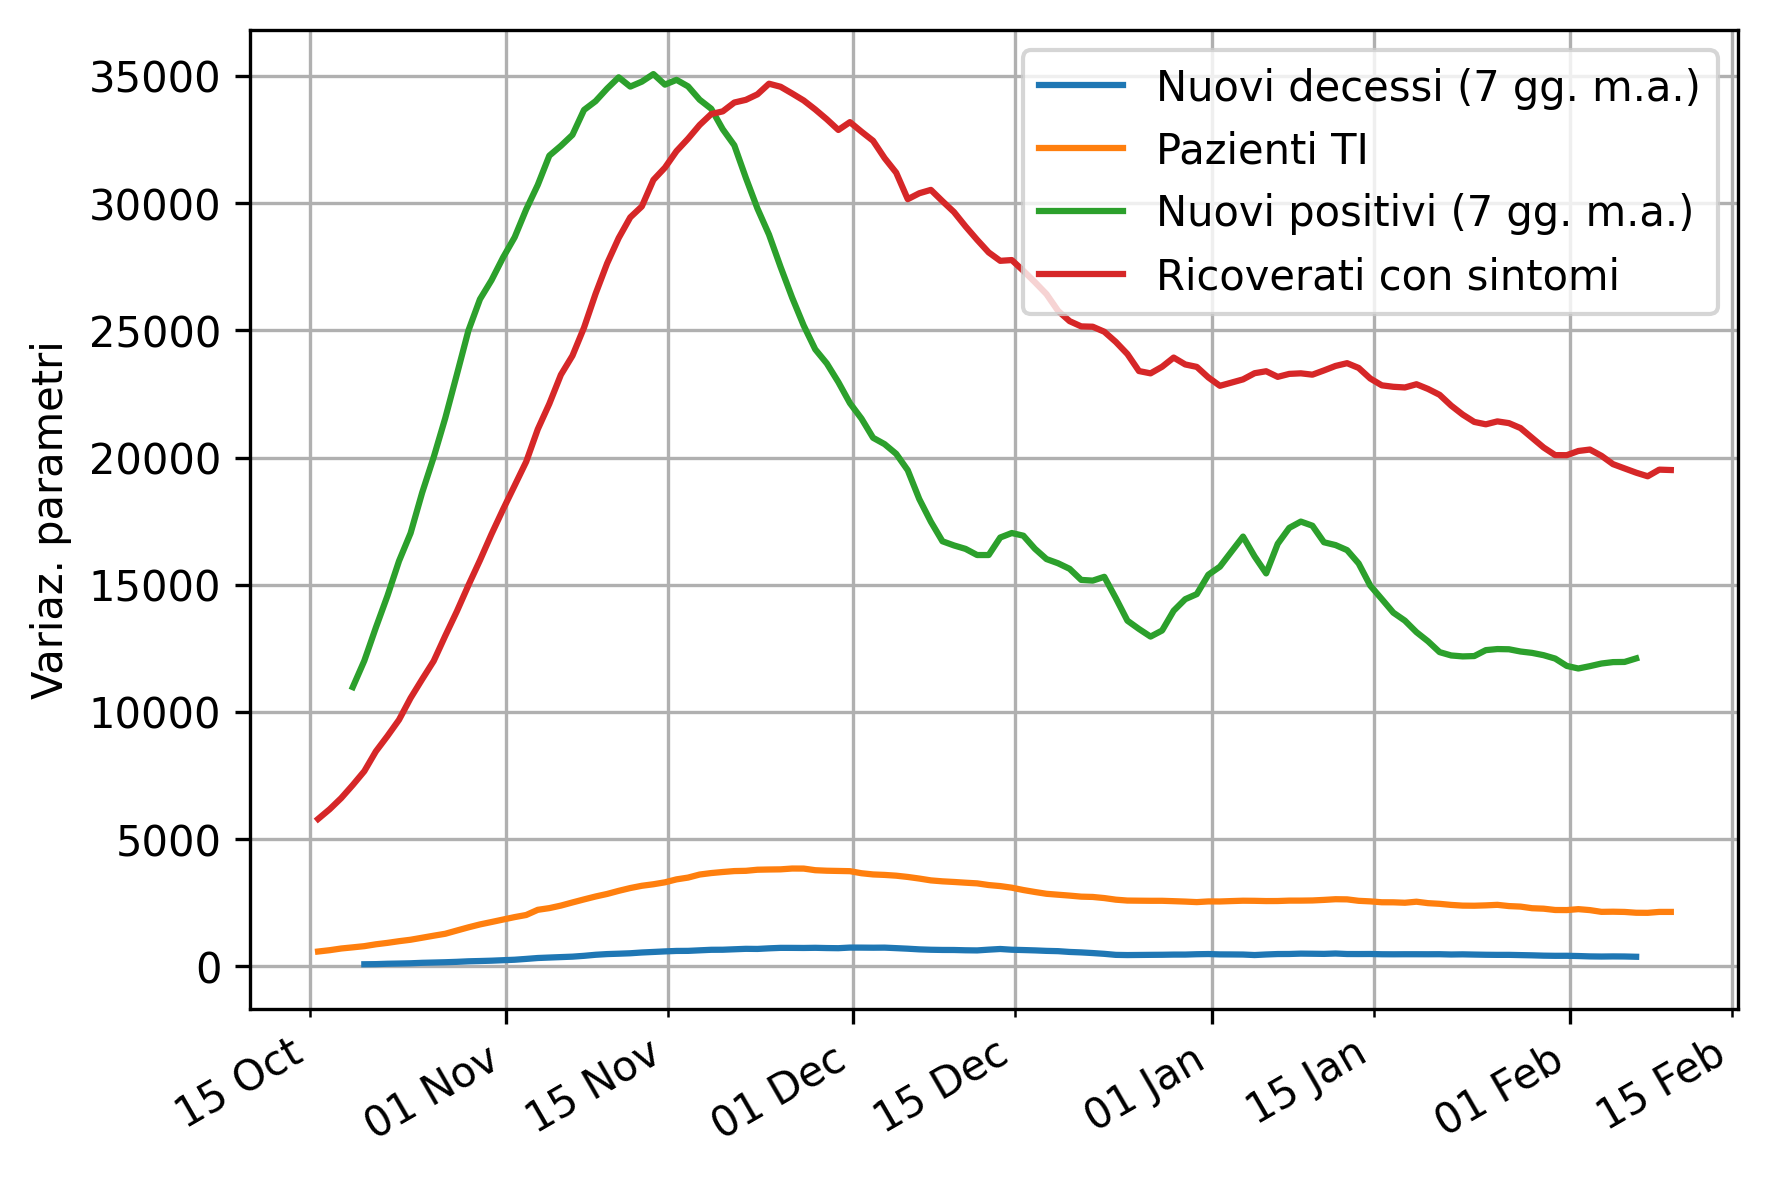 35000
30000
25000
20000
15000
10000
5000
0
Variaz. parametri
Nuovi decessi (7 gg. m.a.)
Pazienti TI
Nuovi positivi (7 gg. m.a.)
Ricoverati con sintomi
15 Oct
01 Nov
15 Nov
01 Dec
15 Dec
01 Jan
15 Jan
01 Feb
15 Feb